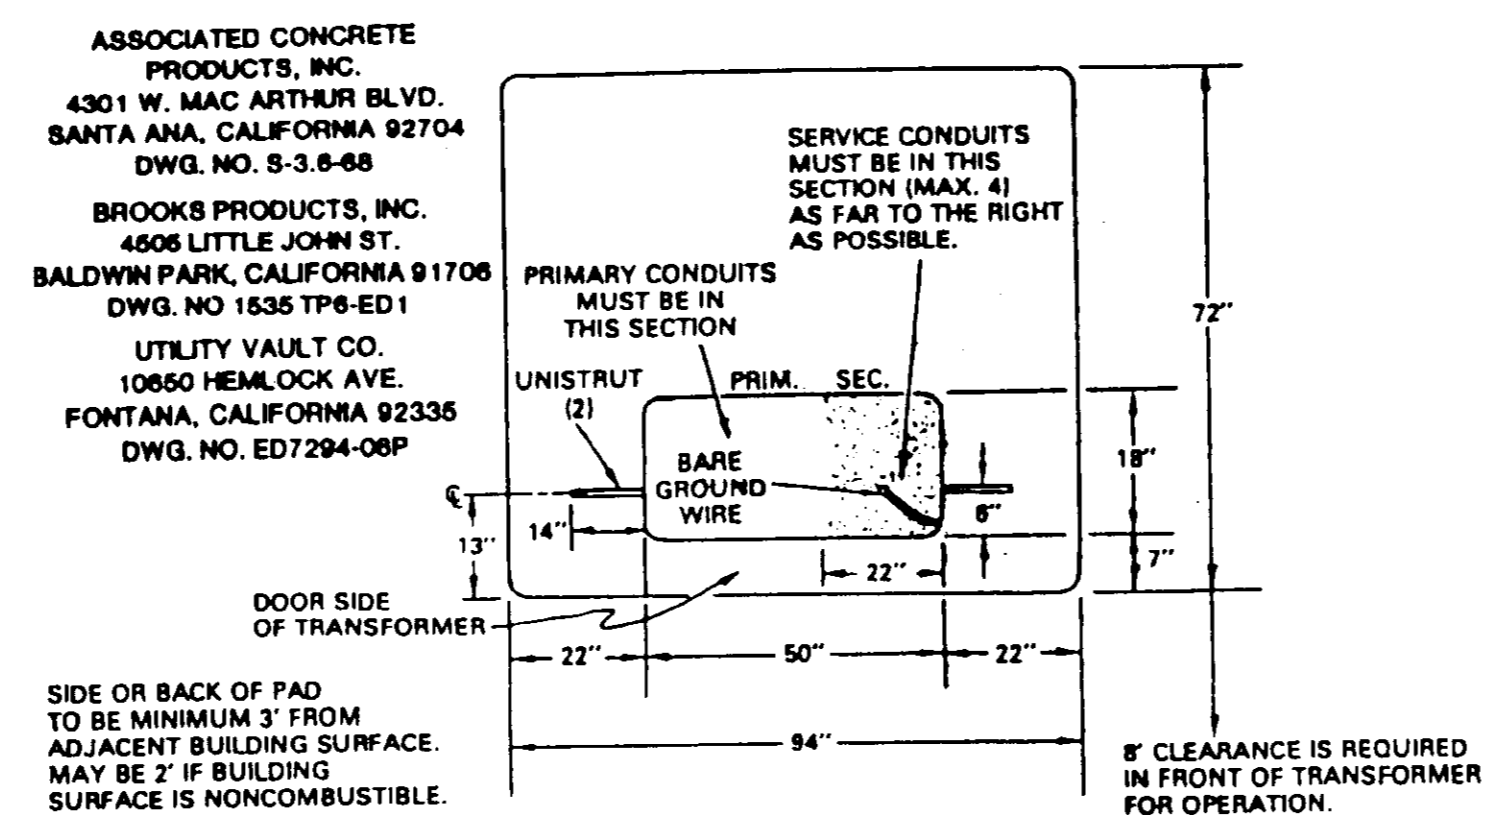 ASSOCIATED CONCRETE
PRODUCTS, INC.
4301 W. MAC ARTHUR BLVD.
SANTA ANA, CALIFORNIA 92704
DWG. NO. S-3.6-68
BROOKS PRODUCTS, INC.
4505 LITTLE JOHN ST.
BALDWIN PARK, CALIFORNIA 91706
DWG. NO 1535 TP6-ED1
UTILITY VAULT CO.
10650 HEMLOCK AVE.
FONTANA, CALIFORNIA 92335
DWG. NO. ED7294-06P
SERVICE CONDUITS
MUST BE IN THIS
SECTION (MAX. 4)
AS FAR TO THE RIGHT
AS POSSIBLE.
PRIMARY CONDUITS
MUST BE IN
THIS SECTION
UNISTRUT
(2)
PRIM. SEC.
BARE
GROUND
WIRE
72"
18"
6"
7"
℄
13"
14"
22"
DOOR SIDE
OF TRANSFORMER
22" 50" 22"
94"
SIDE OR BACK OF PAD
TO BE MINIMUM 3' FROM
ADJACENT BUILDING SURFACE.
MAY BE 2' IF BUILDING
SURFACE IS NONCOMBUSTIBLE.
8' CLEARANCE IS REQUIRED
IN FRONT OF TRANSFORMER
FOR OPERATION.